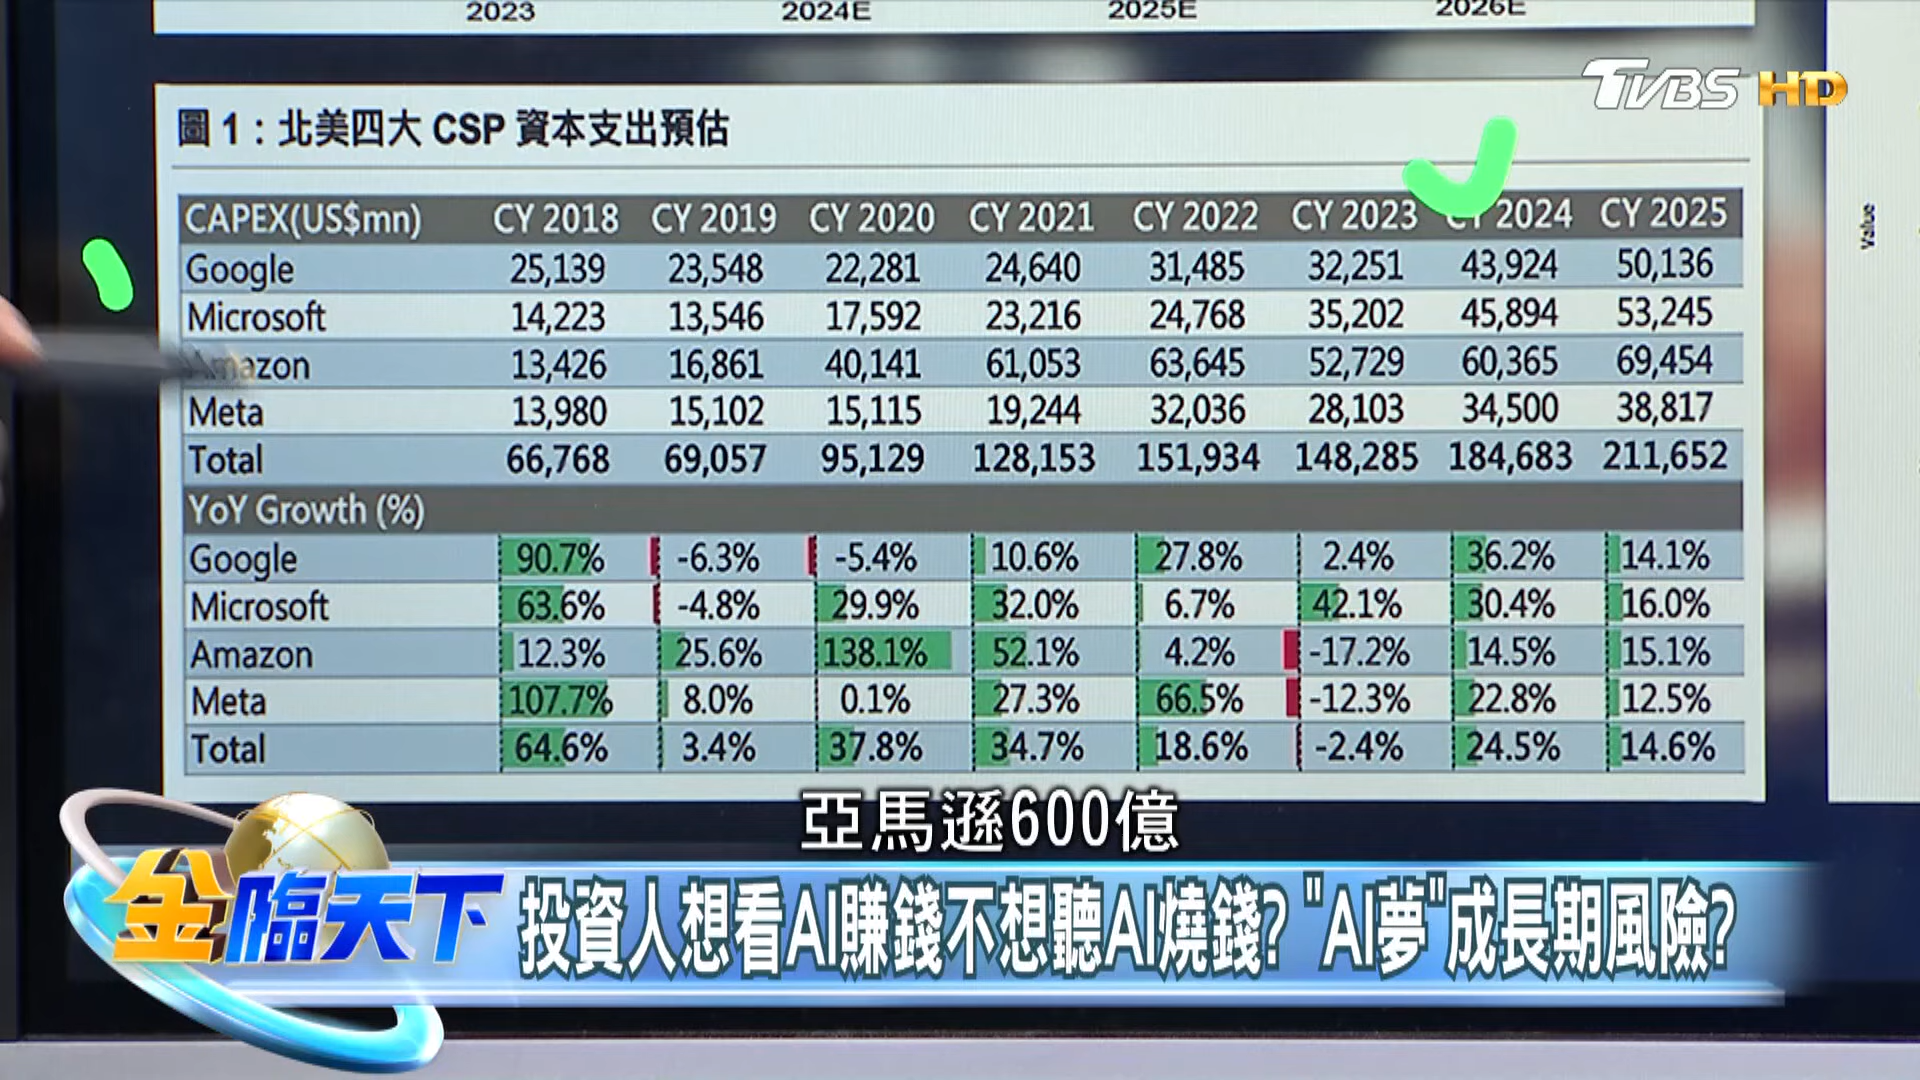 2023 2024E 2025E 2026E
TVBS HD
圖 1：北美四大 CSP 資本支出預估
CAPEX(US$mn) CY 2018 CY 2019 CY 2020 CY 2021 CY 2022 CY 2023 CY 2024 CY 2025
Google 25,139 23,548 22,281 24,640 31,485 32,251 43,924 50,136
Microsoft 14,223 13,546 17,592 23,216 24,768 35,202 45,894 53,245
Amazon 13,426 16,861 40,141 61,053 63,645 52,729 60,365 69,454
Meta 13,980 15,102 15,115 19,244 32,036 28,103 34,500 38,817
Total 66,768 69,057 95,129 128,153 151,934 148,285 184,683 211,652
YoY Growth (%)
Google 90.7% -6.3% -5.4% 10.6% 27.8% 2.4% 36.2% 14.1%
Microsoft 63.6% -4.8% 29.9% 32.0% 6.7% 42.1% 30.4% 16.0%
Amazon 12.3% 25.6% 138.1% 52.1% 4.2% -17.2% 14.5% 15.1%
Meta 107.7% 8.0% 0.1% 27.3% 66.5% -12.3% 22.8% 12.5%
Total 64.6% 3.4% 37.8% 34.7% 18.6% -2.4% 24.5% 14.6%
Value
亞馬遜600億
金臨天下
投資人想看AI賺錢不想聽AI燒錢? "AI夢"成長期風險?